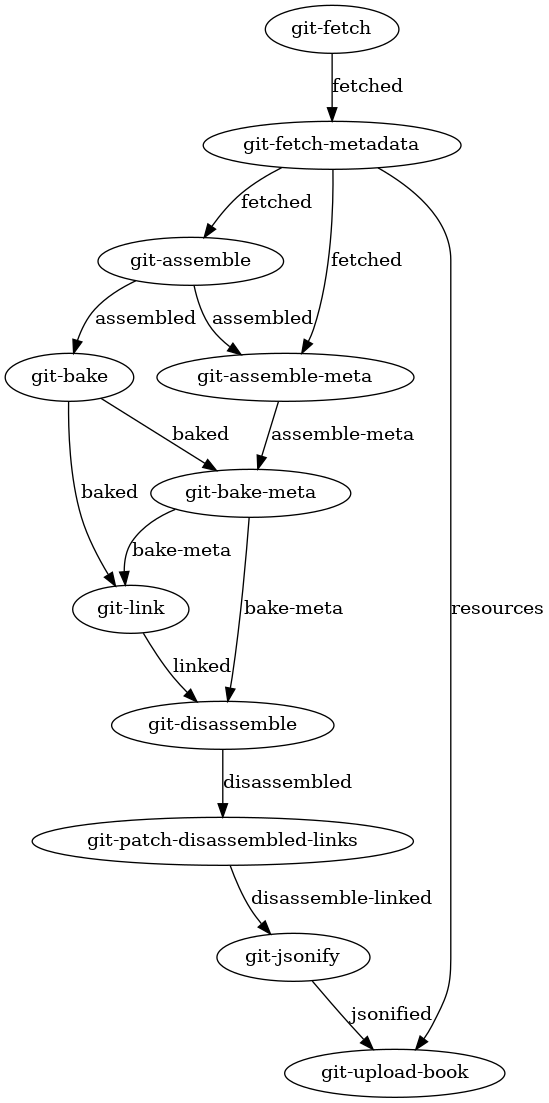 git-fetch
fetched
git-fetch-metadata
fetched
git-assemble
fetched
assembled
assembled
git-bake
git-assemble-meta
baked
assemble-meta
baked
git-bake-meta
bake-meta
git-link
bake-meta
resources
linked
git-disassemble
disassembled
git-patch-disassembled-links
disassemble-linked
git-jsonify
jsonified
git-upload-book